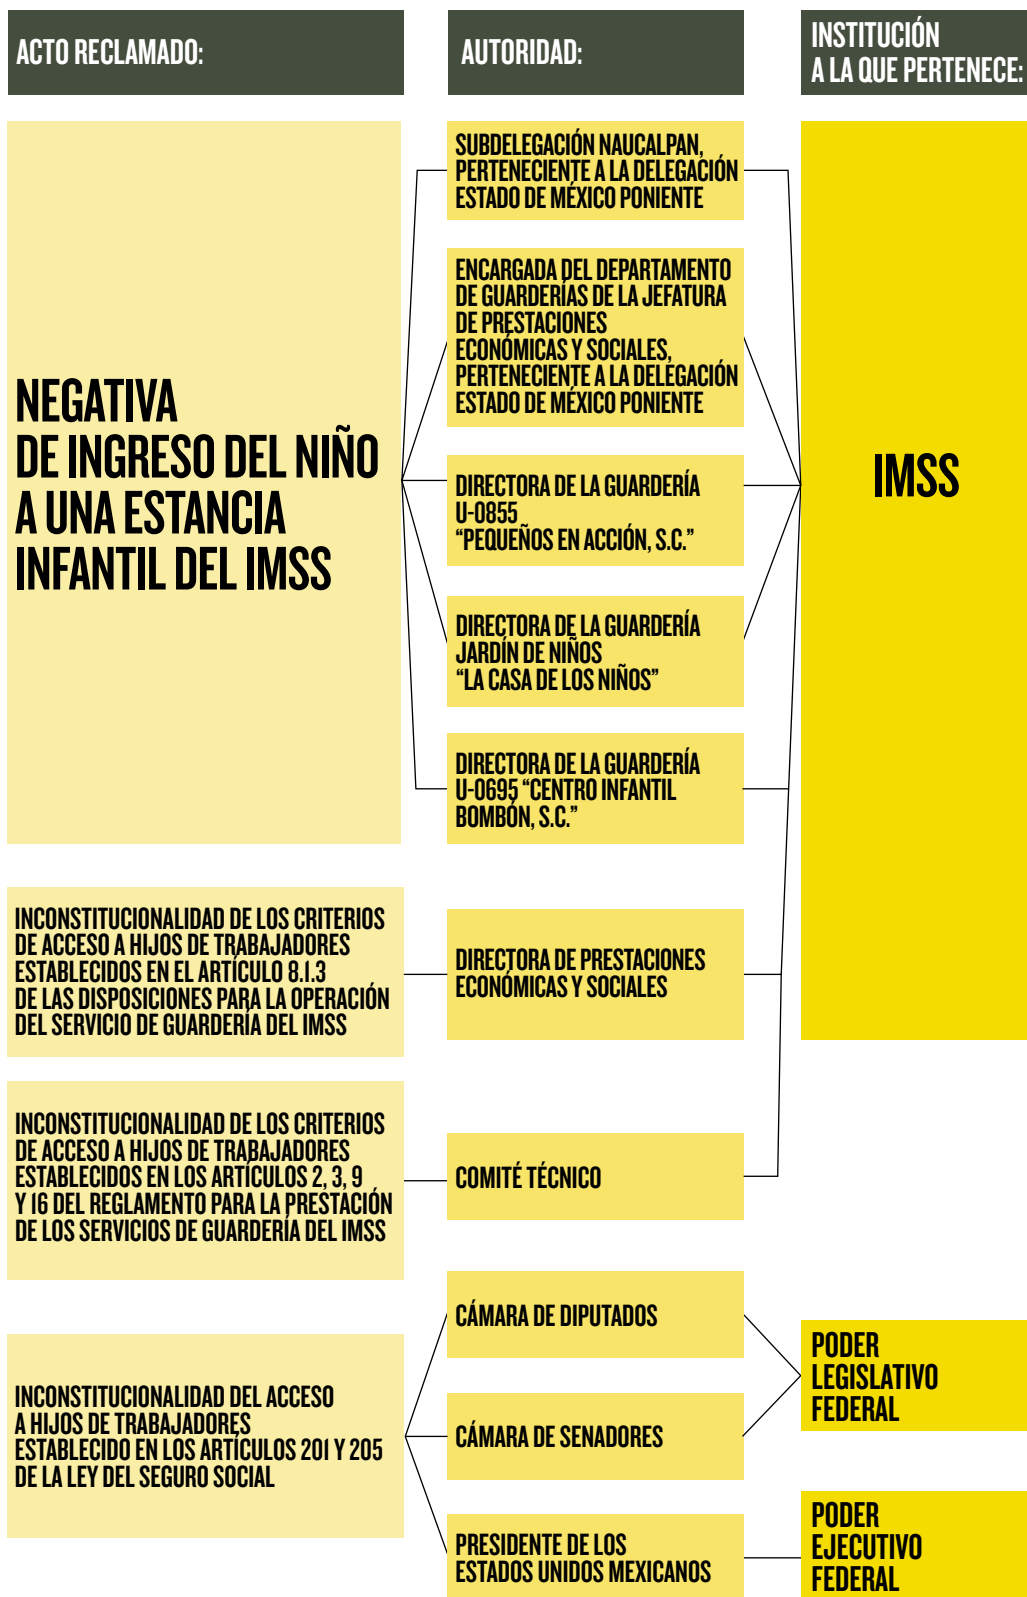 ACTO RECLAMADO:
AUTORIDAD:
INSTITUCIÓN
A LA QUE PERTENECE:
NEGATIVA
DE INGRESO DEL NIÑO
A UNA ESTANCIA
INFANTIL DEL IMSS
SUBDELEGACIÓN NAUCALPAN,
PERTENECIENTE A LA DELEGACIÓN
ESTADO DE MÉXICO PONIENTE
ENCARGADA DEL DEPARTAMENTO
DE GUARDERÍAS DE LA JEFATURA
DE PRESTACIONES
ECONÓMICAS Y SOCIALES,
PERTENECIENTE A LA DELEGACIÓN
ESTADO DE MÉXICO PONIENTE
DIRECTORA DE LA GUARDERÍA
U-0855
“PEQUEÑOS EN ACCIÓN, S.C.”
DIRECTORA DE LA GUARDERÍA
JARDÍN DE NIÑOS
“LA CASA DE LOS NIÑOS”
DIRECTORA DE LA GUARDERÍA
U-0695 “CENTRO INFANTIL
BOMBÓN, S.C.”
IMSS
INCONSTITUCIONALIDAD DE LOS CRITERIOS
DE ACCESO A HIJOS DE TRABAJADORES
ESTABLECIDOS EN EL ARTÍCULO 8.1.3
DE LAS DISPOSICIONES PARA LA OPERACIÓN
DEL SERVICIO DE GUARDERÍA DEL IMSS
DIRECTORA DE PRESTACIONES
ECONÓMICAS Y SOCIALES
INCONSTITUCIONALIDAD DE LOS CRITERIOS
DE ACCESO A HIJOS DE TRABAJADORES
ESTABLECIDOS EN LOS ARTÍCULOS 2, 3, 9
Y 16 DEL REGLAMENTO PARA LA PRESTACIÓN
DE LOS SERVICIOS DE GUARDERÍA DEL IMSS
COMITÉ TÉCNICO
INCONSTITUCIONALIDAD DEL ACCESO
A HIJOS DE TRABAJADORES
ESTABLECIDO EN LOS ARTÍCULOS 201 Y 205
DE LA LEY DEL SEGURO SOCIAL
CÁMARA DE DIPUTADOS
CÁMARA DE SENADORES
PRESIDENTE DE LOS
ESTADOS UNIDOS MEXICANOS
PODER
LEGISLATIVO
FEDERAL
PODER
EJECUTIVO
FEDERAL